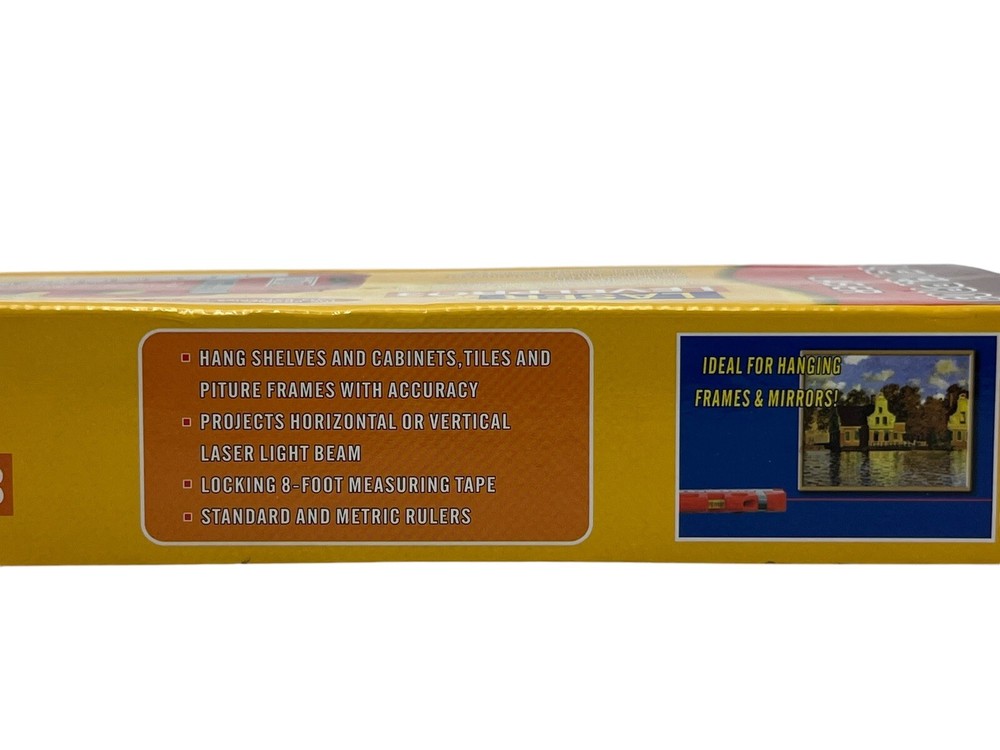 HANG SHELVES AND CABINETS,TILES AND
PITURE FRAMES WITH ACCURACY
PROJECTS HORIZONTAL OR VERTICAL
LASER LIGHT BEAM
LOCKING 8-FOOT MEASURING TAPE
STANDARD AND METRIC RULERS
IDEAL FOR HANGING
FRAMES & MIRRORS!